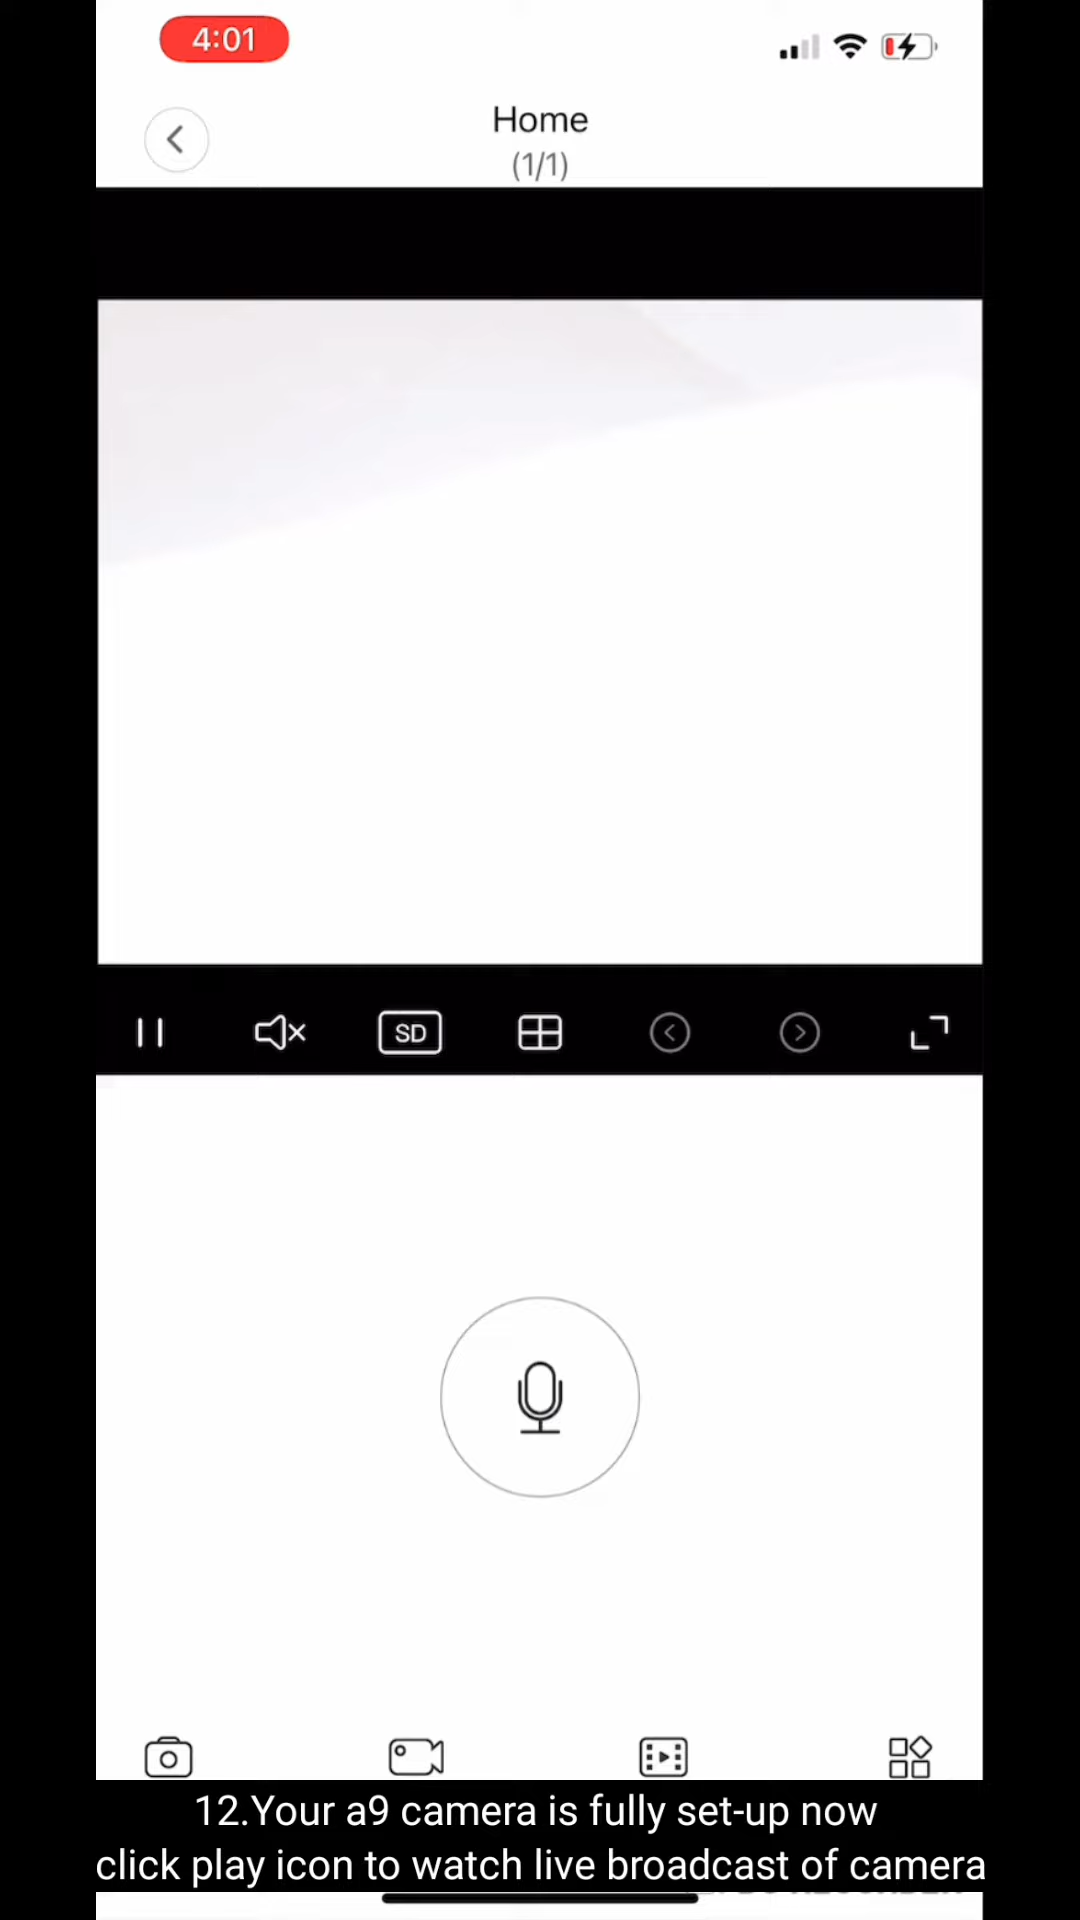 4:01
Home
(1/1)
SD
12.Your a9 camera is fully set-up now
click play icon to watch live broadcast of camera